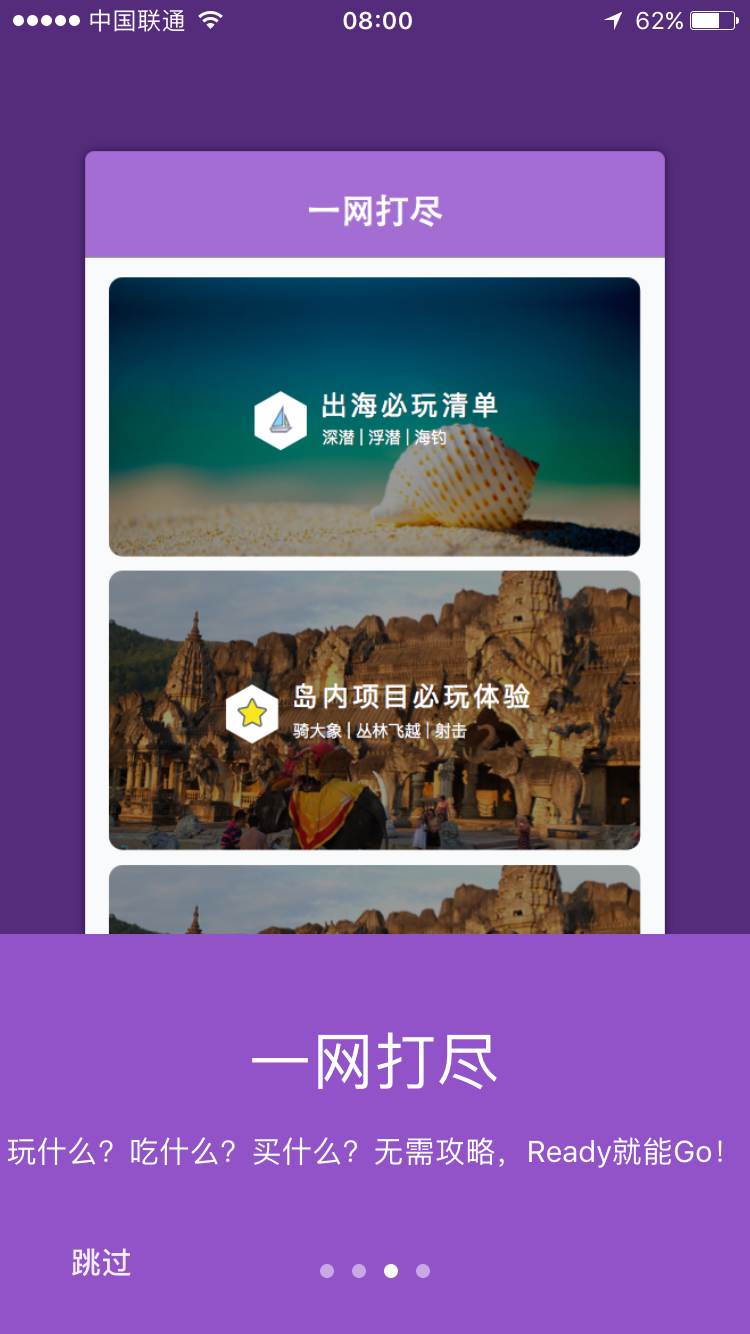 中国联通 08:00 62%
一网打尽
出海必玩清单
深潜 | 浮潜 | 海钓
岛内项目必玩体验
骑大象 | 丛林飞越 | 射击
一网打尽
玩什么？吃什么？买什么？无需攻略，Ready就能Go！
跳过